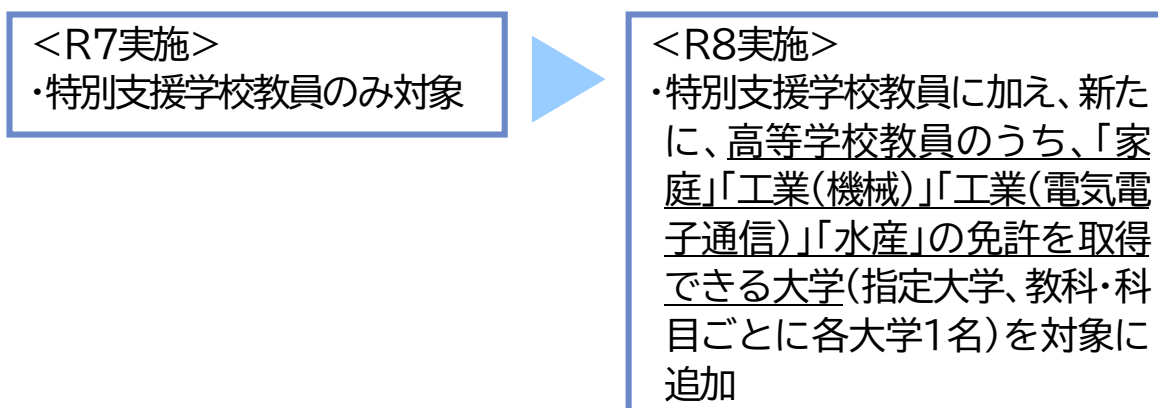 <R7実施>
・特別支援学校教員のみ対象
<R8実施>
・特別支援学校教員に加え、新た
に、高等学校教員のうち、「家
庭」「工業(機械)」「工業(電気電
子通信)」「水産」の免許を取得
できる大学(指定大学、教科・科
目ごとに各大学1名)を対象に
追加